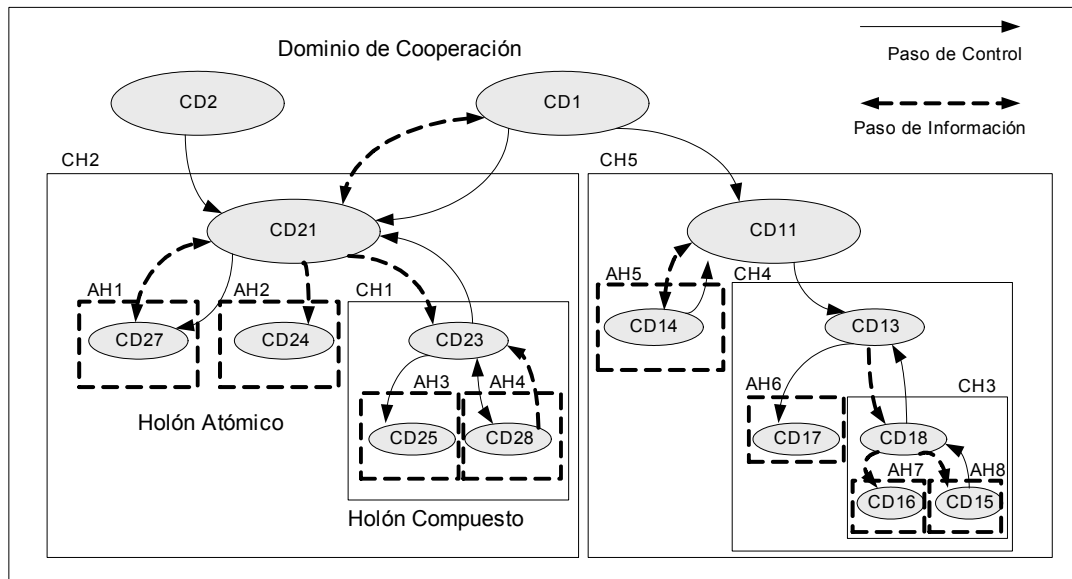 Dominio de Cooperación
Paso de Control
CD2
CD1
Paso de Información
CH2
CH5
CD21
CD11
CH4
AH1
AH2
CH1
AH5
CD27
CD24
CD23
CD14
CD13
AH3
AH4
AH6
CH3
Holón Atómico
CD25
CD28
CD17
CD18
AH7
AH8
CD16
CD15
Holón Compuesto